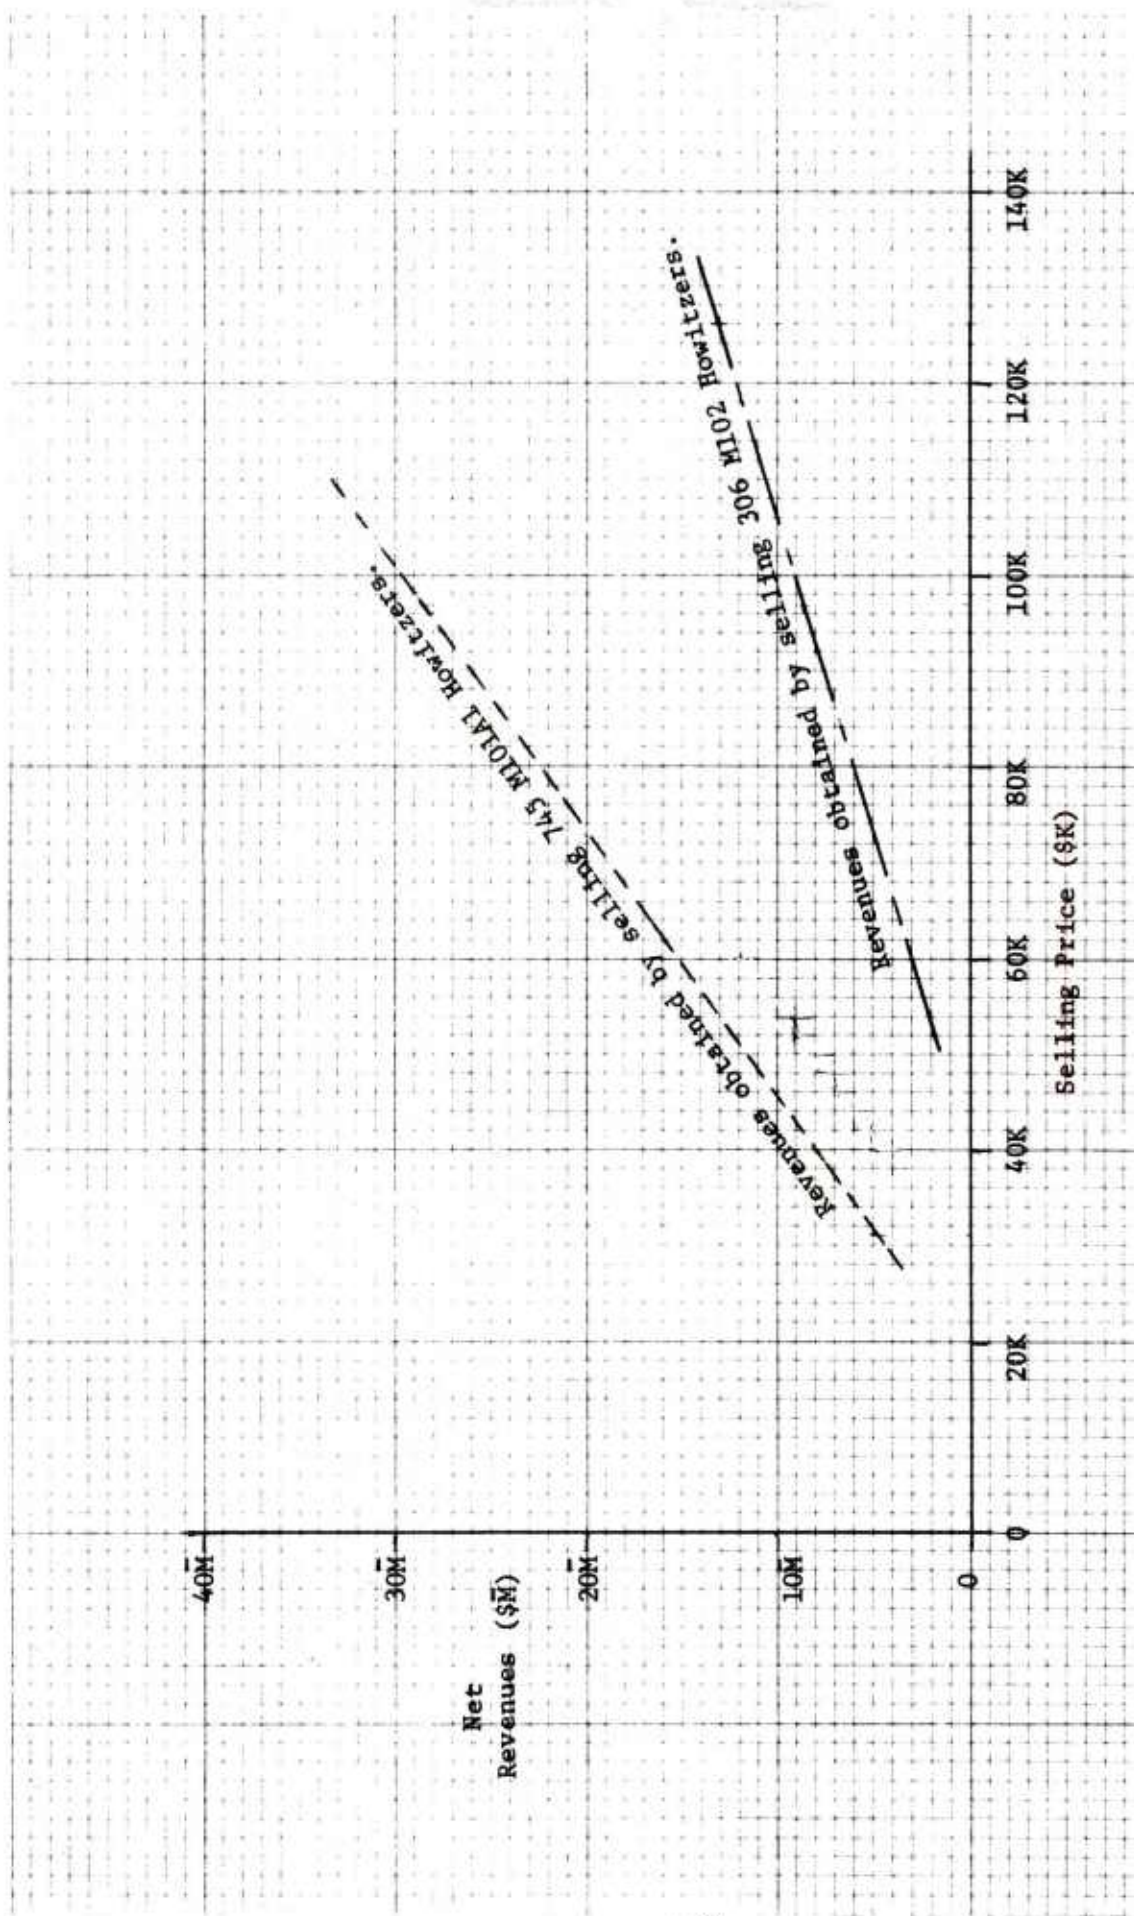 Net
Revenues ($M̄)
40M̄
30M̄
20M̄
10M
0
Revenues obtained by selling 745 M101A1 Howitzers.
Revenues obtained by selling 306 M102 Howitzers.
0
20K
40K
60K
80K
100K
120K
140K
Selling Price ($K)